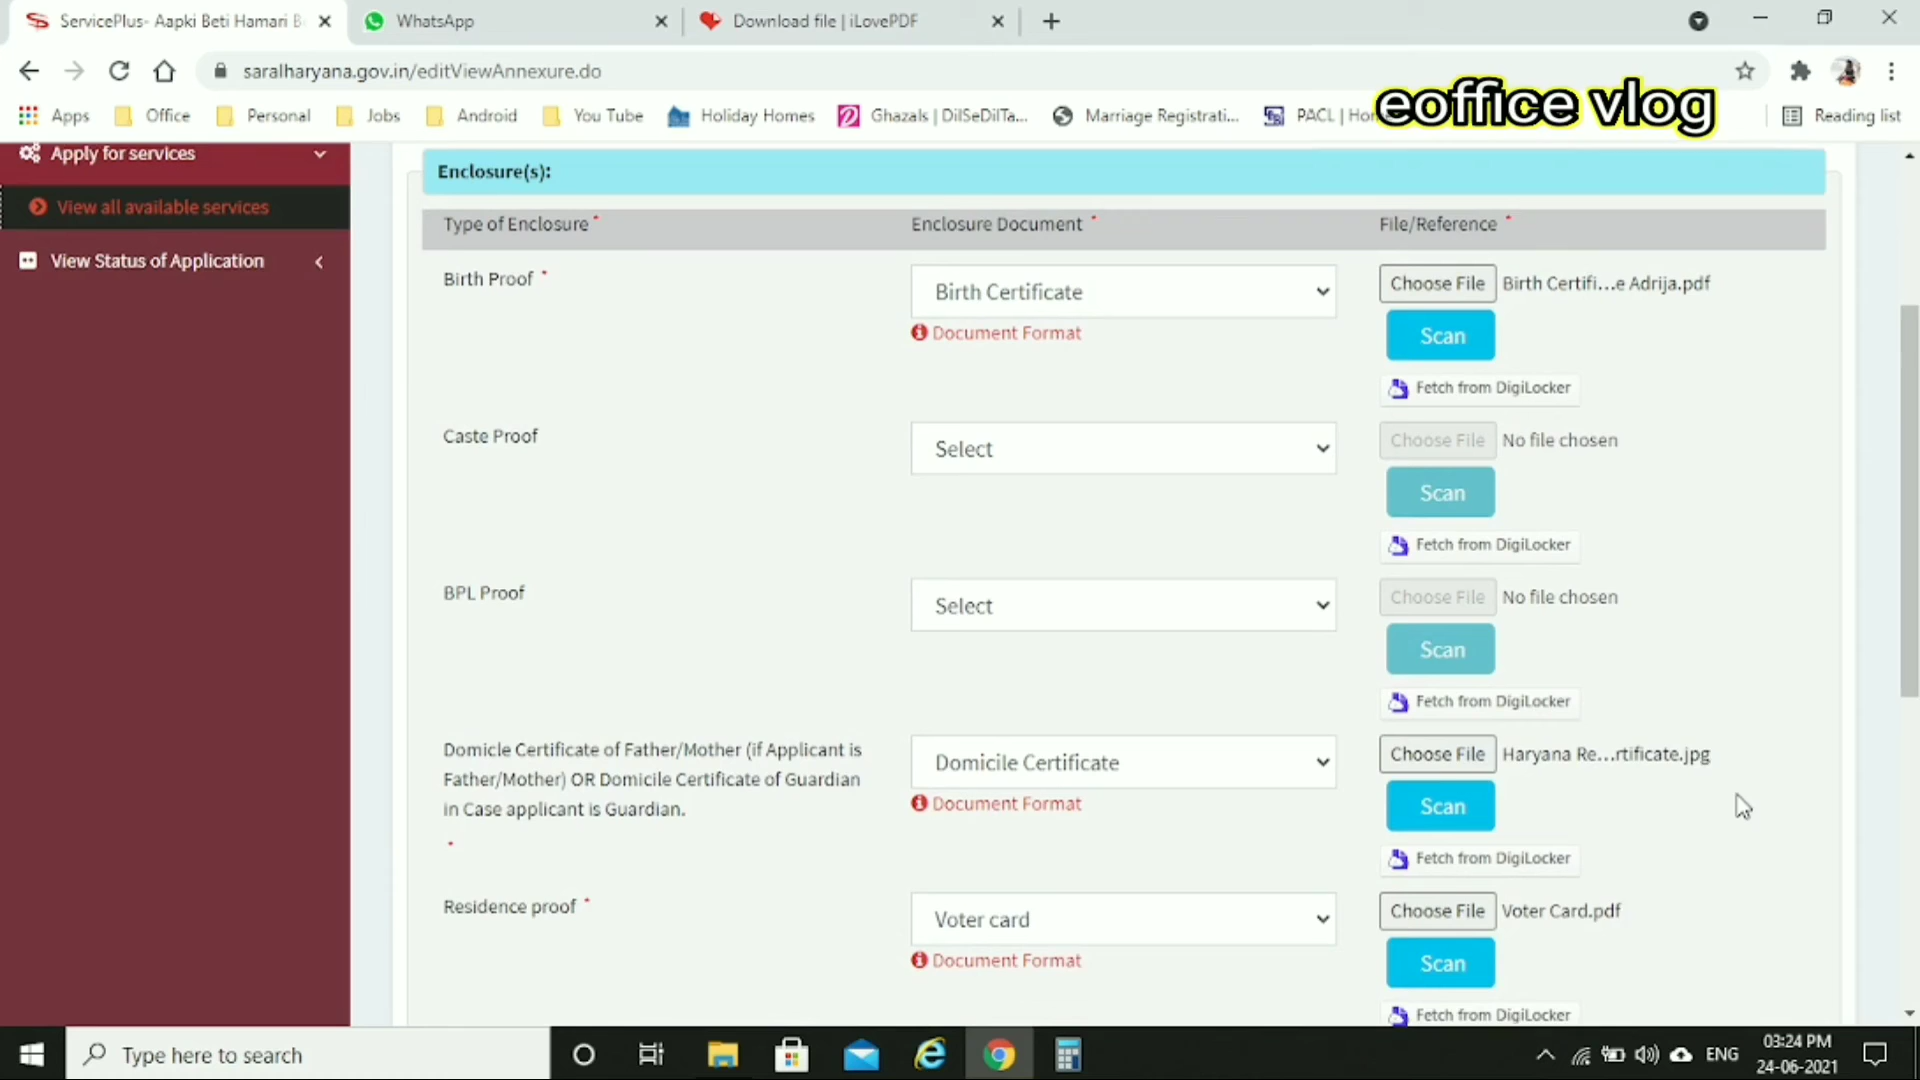 ServicePlus- Aapki Beti Hamari B
WhatsApp
Download file | iLovePDF
saralharyana.gov.in/editViewAnnexure.do
Apps
Office
Personal
Jobs
Android
You Tube
Holiday Homes
Ghazals | DilSeDilTa...
Marriage Registrati...
PACL | Hom
eoffice vlog
Reading list
Apply for services
View all available services
View Status of Application
Enclosure(s):
Type of Enclosure *
Enclosure Document *
File/Reference *
Birth Proof *
Birth Certificate
Document Format
Choose File Birth Certifi...e Adrija.pdf
Scan
Fetch from DigiLocker
Caste Proof
Select
Choose File No file chosen
Scan
Fetch from DigiLocker
BPL Proof
Select
Choose File No file chosen
Scan
Fetch from DigiLocker
Domicle Certificate of Father/Mother (if Applicant is
Father/Mother) OR Domicile Certificate of Guardian
in Case applicant is Guardian.
*
Domicile Certificate
Document Format
Choose File Haryana Re...rtificate.jpg
Scan
Fetch from DigiLocker
Residence proof *
Voter card
Document Format
Choose File Voter Card.pdf
Scan
Fetch from DigiLocker
Type here to search
ENG
03:24 PM
24-06-2021